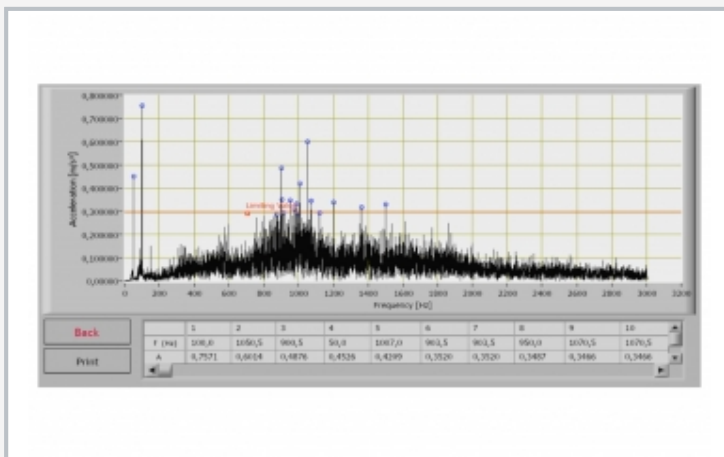 0,800000
0,700000
0,600000
0,500000
0,400000
0,300000
0,200000
0,100000
0,00000
Acceleration [m/s²]
Limiting
0 200 400 600 800 1000 1200 1400 1600 1800 2000 2200 2400 2600 2800 3000 3200
Frequency [Hz]
Back
Print
1 2 3 4 5 6 7 8 9 10
f [Hz] 100,0 1050,5 900,5 50,0 1007,0 903,5 903,5 950,0 1070,5 1070,5
A 0,7571 0,6014 0,4876 0,4526 0,4209 0,3520 0,3520 0,3487 0,3466 0,3466